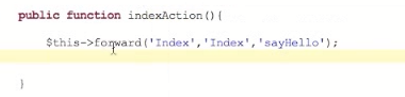 public function indexAction(){
$this->forward('Index','Index','sayHello');
}